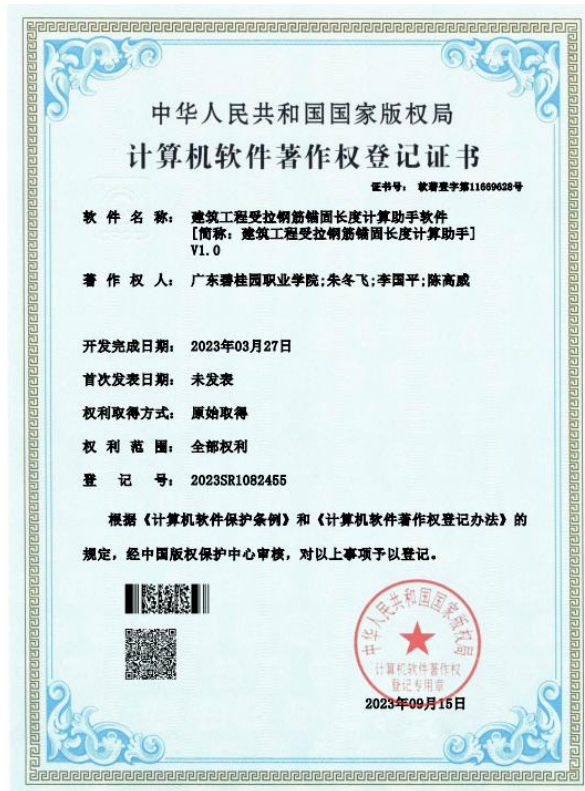 中华人民共和国国家版权局
计算机软件著作权登记证书
证书号： 软著登字第11669628号
软 件 名 称： 建筑工程受拉钢筋锚固长度计算助手软件
[简称：建筑工程受拉钢筋锚固长度计算助手]
V1.0
著 作 权 人： 广东碧桂园职业学院;朱冬飞;李国平;陈高威
开发完成日期： 2023年03月27日
首次发表日期： 未发表
权利取得方式： 原始取得
权 利 范 围： 全部权利
登 记 号： 2023SR1082455
根据《计算机软件保护条例》和《计算机软件著作权登记办法》的
规定，经中国版权保护中心审核，对以上事项予以登记。
中华人民共和国国家版权局
计算机软件著作权
登记专用章
2023年09月15日